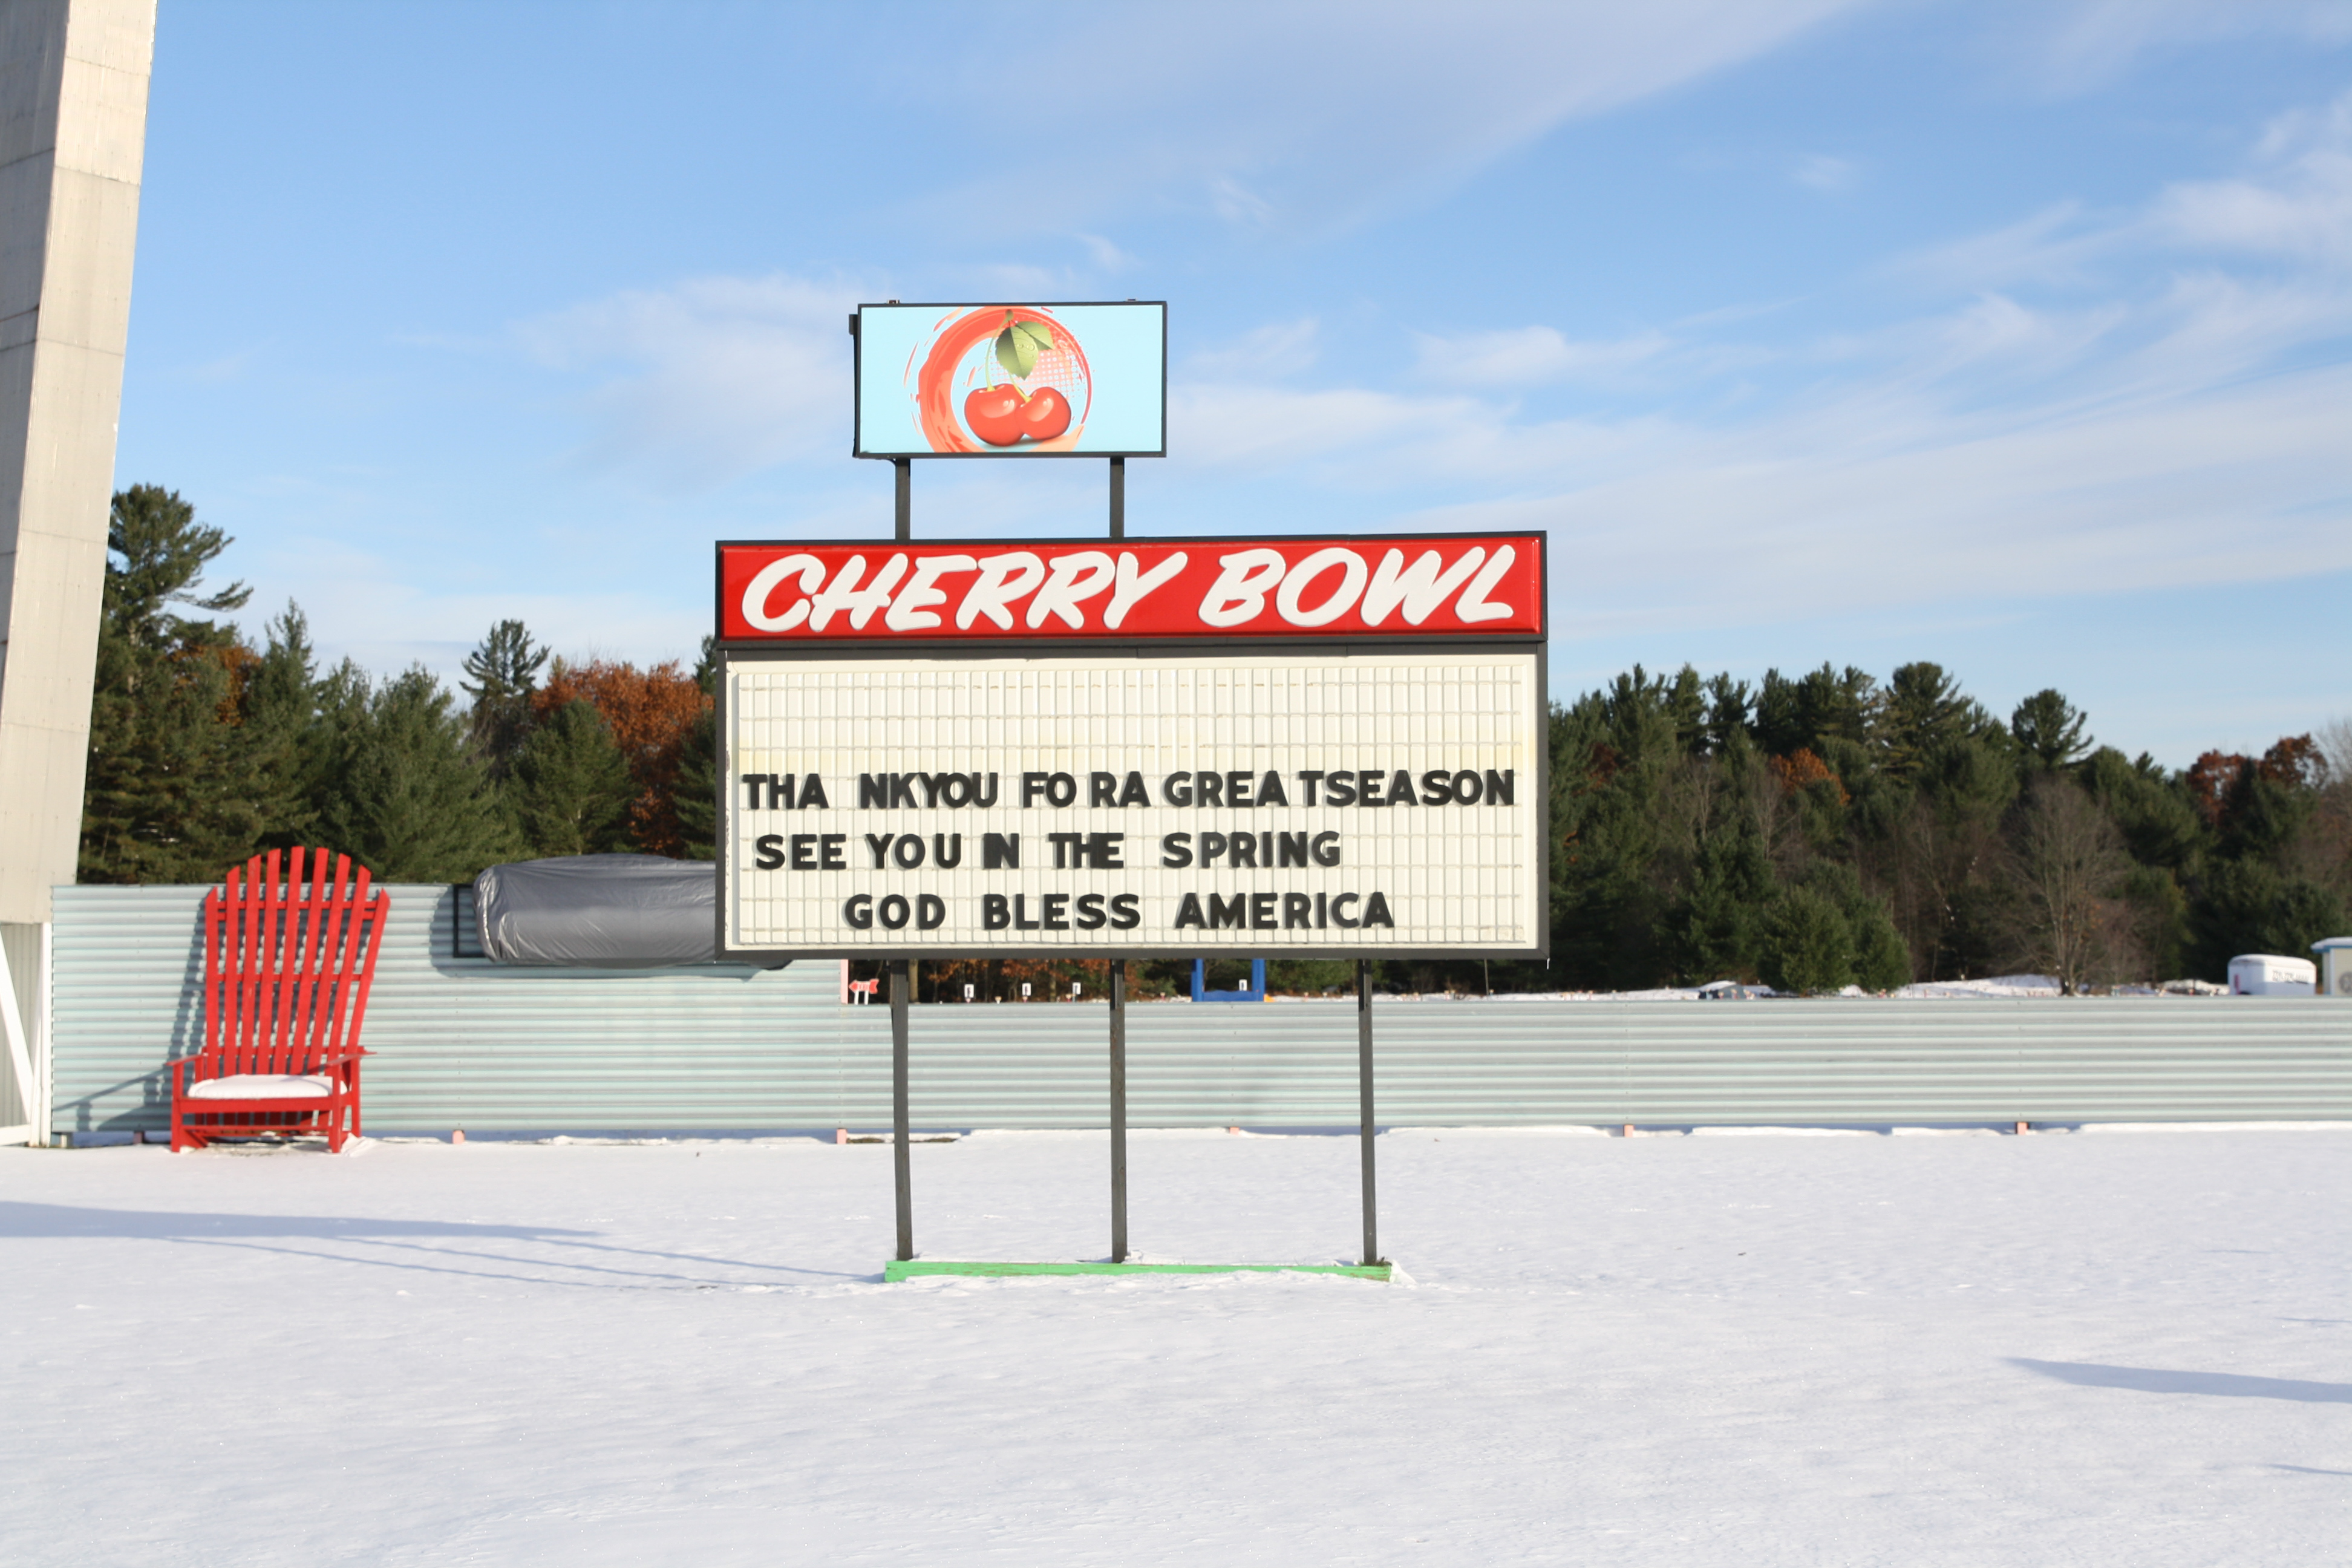 CHERRY BOWL
THA NKYOU FO RA GREA TSEASON
SEE YOU IN THE SPRING
GOD BLESS AMERICA